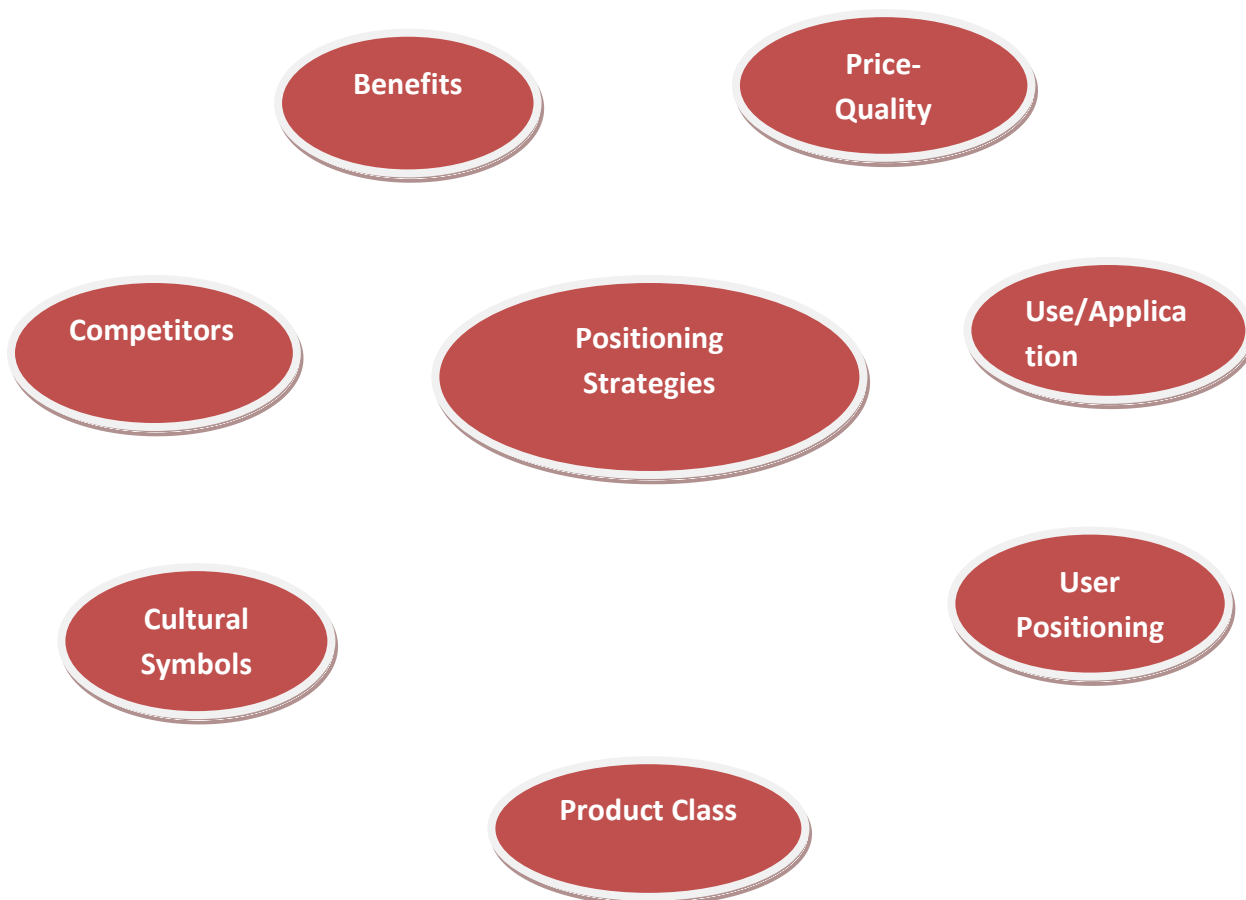 Benefits
Price-
Quality
Competitors
Positioning
Strategies
Use/Applica
tion
Cultural
Symbols
User
Positioning
Product Class